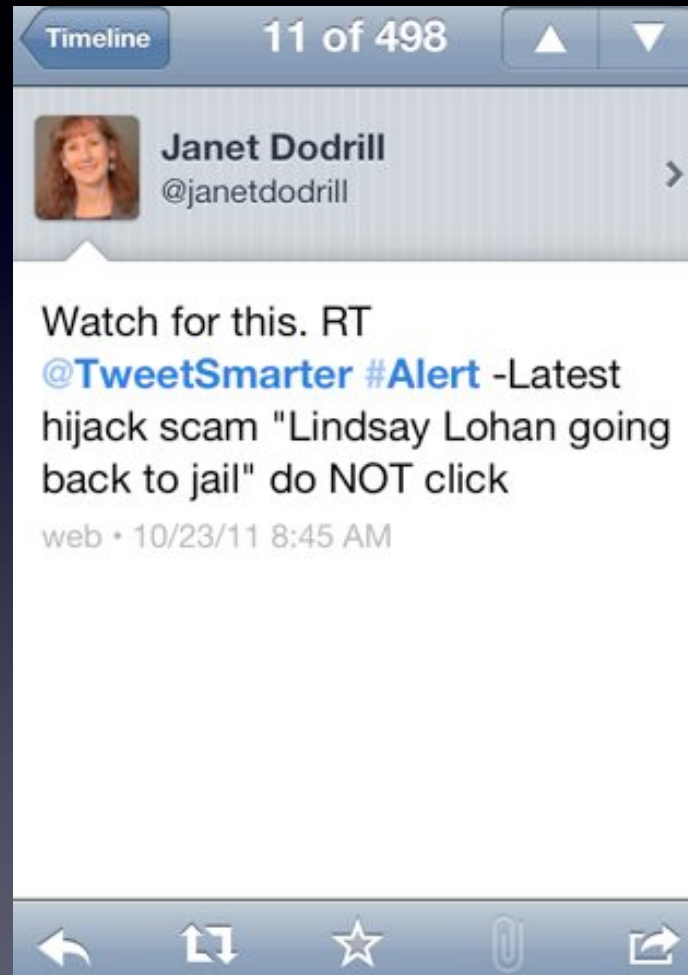 Timeline
11 of 498
Janet Dodrill
@janetdodrill
Watch for this. RT
@TweetSmarter #Alert -Latest
hijack scam "Lindsay Lohan going
back to jail" do NOT click
web • 10/23/11 8:45 AM